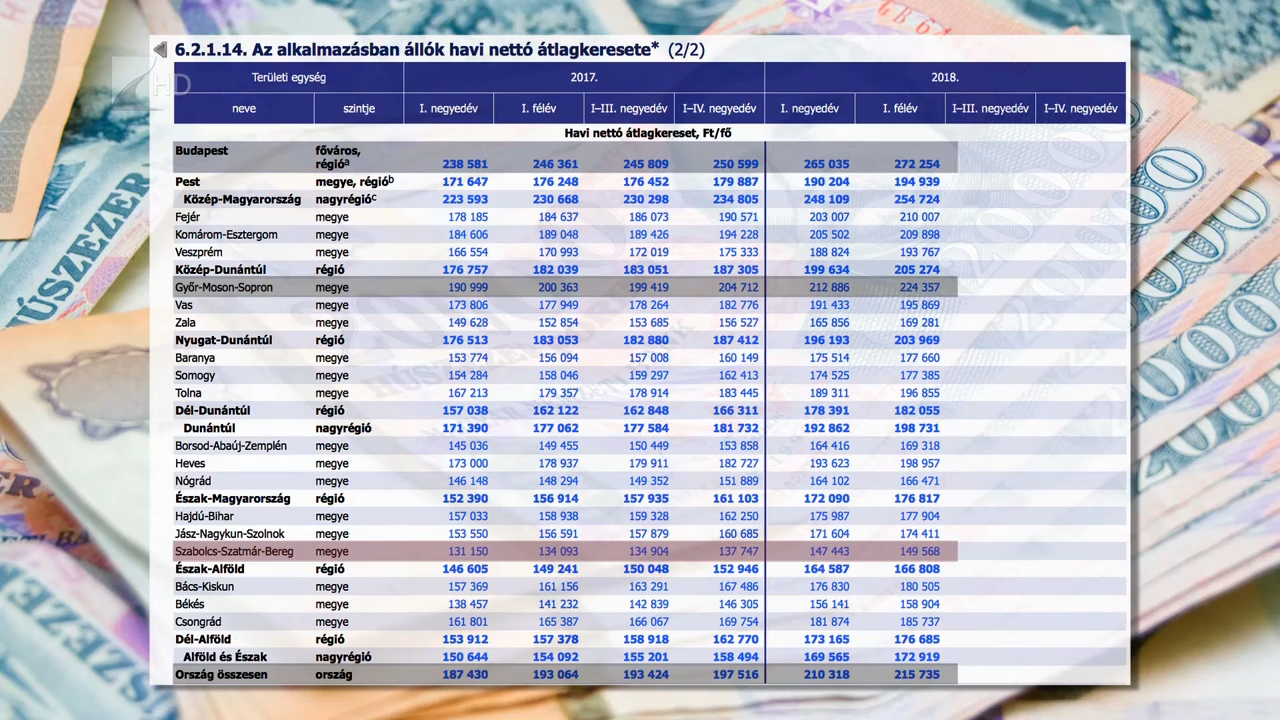 6.2.1.14. Az alkalmazásban állók havi nettó átlagkeresete* (2/2)
HD
Területi egység 2017. 2018.
neve szintje I. negyedév I. félév I–III. negyedév I–IV. negyedév I. negyedév I. félév I–III. negyedév I–IV. negyedév
Havi nettó átlagkereset, Ft/fő
Budapest főváros,
régióᵃ 238 581 246 361 245 809 250 599 265 035 272 254
Pest megye, régióᵇ 171 647 176 248 176 452 179 887 190 204 194 939
Közép-Magyarország nagyrégióᶜ 223 593 230 668 230 298 234 805 248 109 254 724
Fejér megye 178 185 184 637 186 073 190 571 203 007 210 007
Komárom-Esztergom megye 184 606 189 048 189 426 194 228 205 502 209 898
Veszprém megye 166 554 170 993 172 019 175 333 188 824 193 767
Közép-Dunántúl régió 176 757 182 039 183 051 187 305 199 634 205 274
Győr-Moson-Sopron megye 190 999 200 363 199 419 204 712 212 886 224 357
Vas megye 173 806 177 949 178 264 182 776 191 433 195 869
Zala megye 149 628 152 854 153 685 156 527 165 856 169 281
Nyugat-Dunántúl régió 176 513 183 053 182 880 187 412 196 193 203 969
Baranya megye 153 774 156 094 157 008 160 149 175 514 177 660
Somogy megye 154 284 158 046 159 297 162 413 174 525 177 385
Tolna megye 167 213 179 357 178 914 183 445 189 311 196 855
Dél-Dunántúl régió 157 038 162 122 162 848 166 311 178 391 182 055
Dunántúl nagyrégió 171 390 177 062 177 584 181 732 192 862 198 731
Borsod-Abaúj-Zemplén megye 145 036 149 455 150 449 153 858 164 416 169 318
Heves megye 173 000 178 937 179 911 182 727 193 623 198 957
Nógrád megye 146 148 148 294 149 352 151 889 164 102 166 471
Észak-Magyarország régió 152 390 156 914 157 935 161 103 172 090 176 817
Hajdú-Bihar megye 157 033 158 938 159 328 162 250 175 987 177 904
Jász-Nagykun-Szolnok megye 153 550 156 591 157 879 160 685 171 604 174 411
Szabolcs-Szatmár-Bereg megye 131 150 134 093 134 904 137 747 147 443 149 568
Észak-Alföld régió 146 605 149 241 150 048 152 946 164 587 166 808
Bács-Kiskun megye 157 369 161 156 163 291 167 486 176 830 180 505
Békés megye 138 457 141 232 142 839 146 305 156 141 158 904
Csongrád megye 161 801 165 387 166 067 169 754 181 874 185 737
Dél-Alföld régió 153 912 157 378 158 918 162 770 173 165 176 685
Alföld és Észak nagyrégió 150 644 154 092 155 201 158 494 169 565 172 919
Ország összesen ország 187 430 193 064 193 424 197 516 210 318 215 735